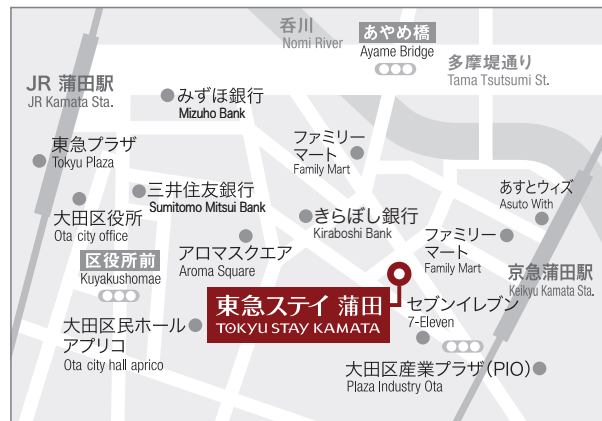 呑川
Nomi River
あやめ橋
Ayame Bridge
多摩堤通り
Tama Tsutsumi St.
JR 蒲田駅
JR Kamata Sta.
みずほ銀行
Mizuho Bank
東急プラザ
Tokyu Plaza
ファミリー
マート
Family Mart
三井住友銀行
Sumitomo Mitsui Bank
あすとウィズ
Asuto With
大田区役所
Ota city office
きらぼし銀行
Kiraboshi Bank
ファミリー
マート
Family Mart
アロマスクエア
Aroma Square
区役所前
Kuyakushomae
京急蒲田駅
Keikyu Kamata Sta.
東急ステイ 蒲田
TOKYU STAY KAMATA
セブンイレブン
7-Eleven
大田区民ホール
アプリコ
Ota city hall aprico
大田区産業プラザ(PIO)
Plaza Industry Ota